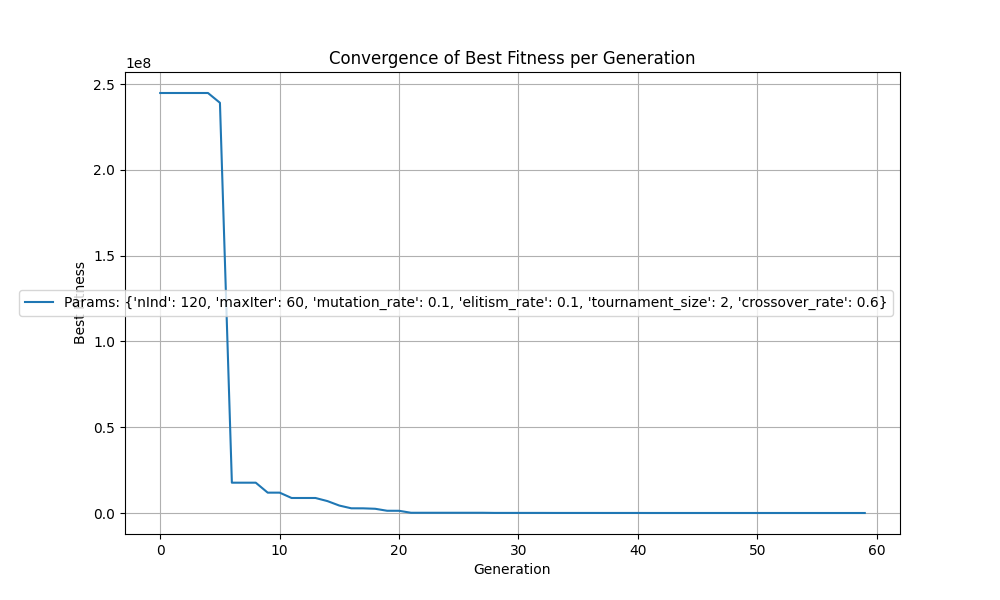 Convergence of Best Fitness per Generation
1e8
2.5
2.0
1.5
1.0
0.5
0.0
Best
Params: {'nInd': 120, 'maxIter': 60, 'mutation_rate': 0.1, 'elitism_rate': 0.1, 'tournament_size': 2, 'crossover_rate': 0.6}
0 10 20 30 40 50 60
Generation